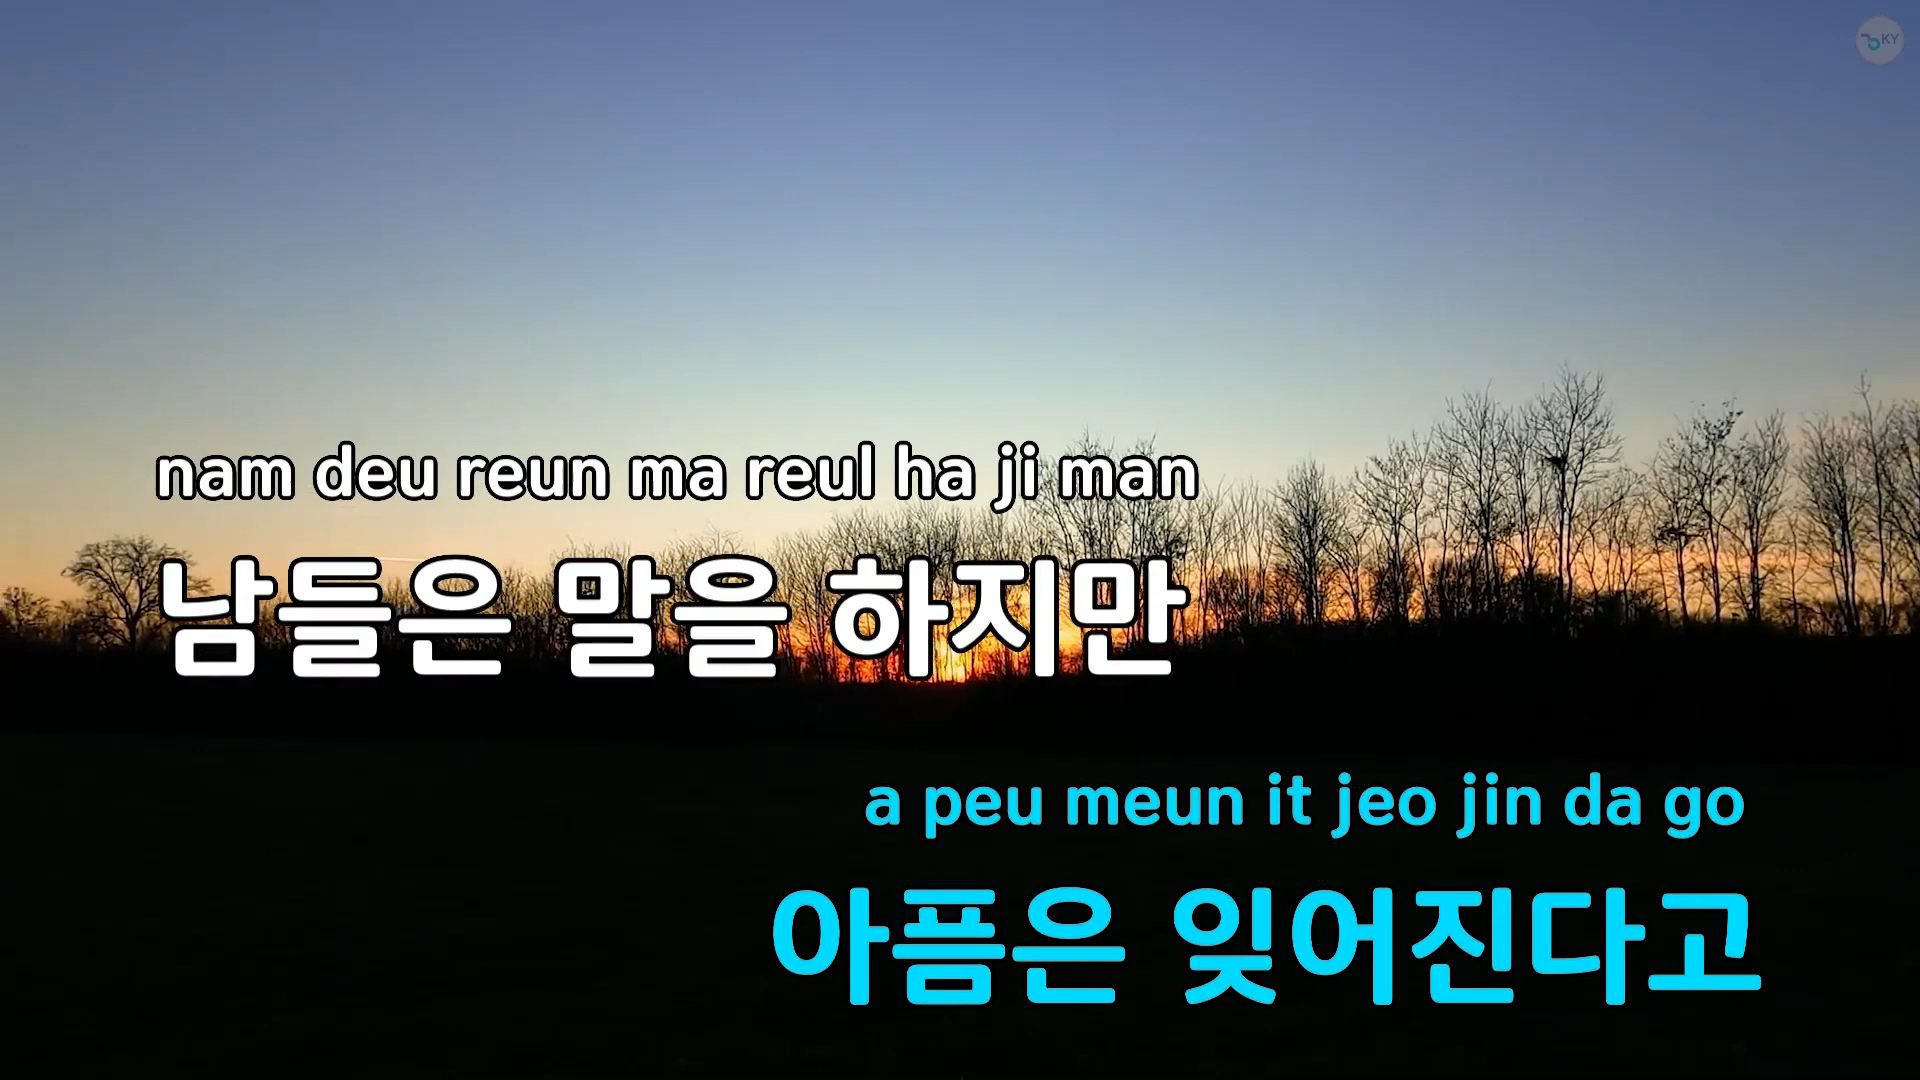 KY
nam deu reun ma reul ha ji man
남들은 말을 하지만
a peu meun it jeo jin da go
아픔은 잊어진다고